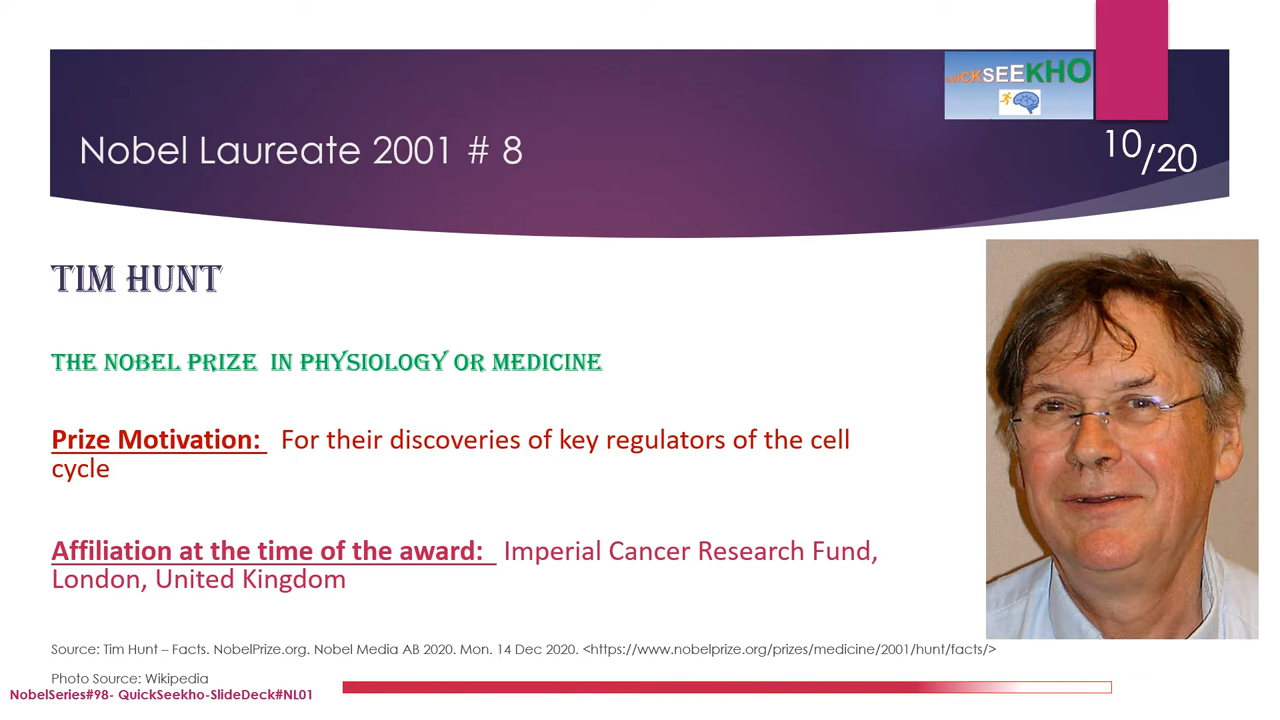 QUICKSEEKHO
Nobel Laureate 2001 # 8
10/20
TIM HUNT
THE NOBEL PRIZE IN PHYSIOLOGY OR MEDICINE
Prize Motivation: For their discoveries of key regulators of the cell
cycle
Affiliation at the time of the award: Imperial Cancer Research Fund,
London, United Kingdom
Source: Tim Hunt – Facts. NobelPrize.org. Nobel Media AB 2020. Mon. 14 Dec 2020. <https://www.nobelprize.org/prizes/medicine/2001/hunt/facts/>
Photo Source: Wikipedia
NobelSeries#98- QuickSeekho-SlideDeck#NL01